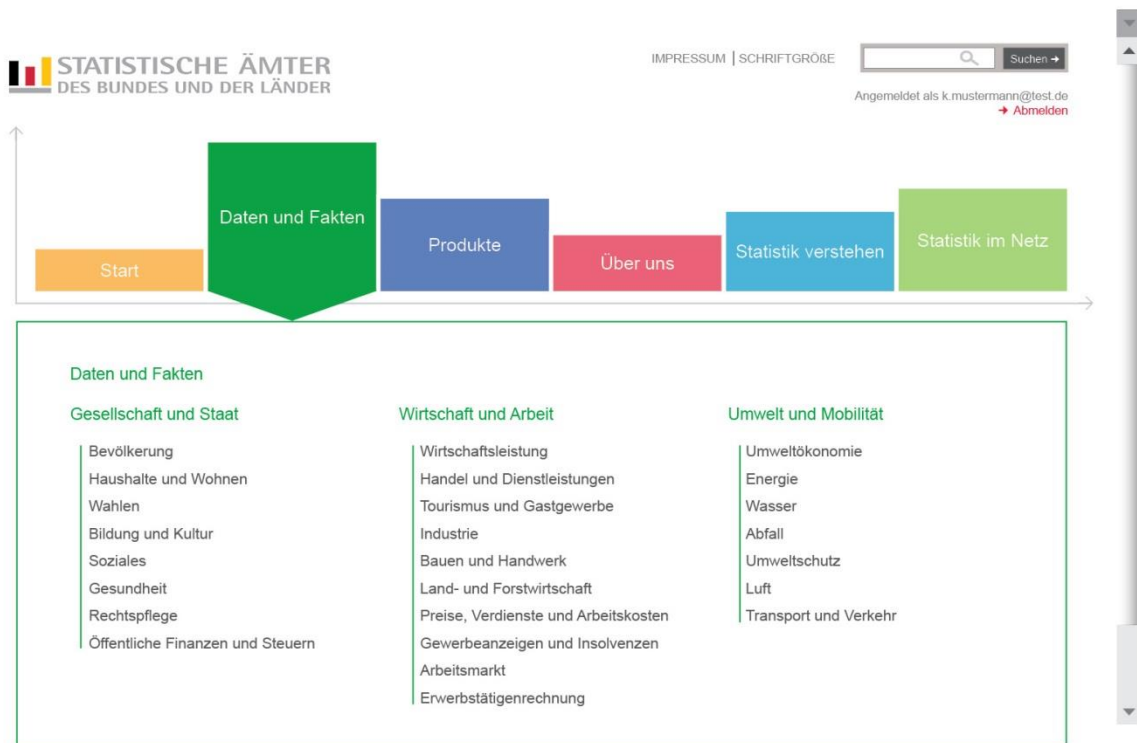 STATISTISCHE ÄMTER
DES BUNDES UND DER LÄNDER
IMPRESSUM | SCHRIFTGRÖßE
Suchen →
Angemeldet als k.mustermann@test.de
→ Abmelden
Start
Daten und Fakten
Produkte
Über uns
Statistik verstehen
Statistik im Netz
Daten und Fakten
Gesellschaft und Staat
Bevölkerung
Haushalte und Wohnen
Wahlen
Bildung und Kultur
Soziales
Gesundheit
Rechtspflege
Öffentliche Finanzen und Steuern
Wirtschaft und Arbeit
Wirtschaftsleistung
Handel und Dienstleistungen
Tourismus und Gastgewerbe
Industrie
Bauen und Handwerk
Land- und Forstwirtschaft
Preise, Verdienste und Arbeitskosten
Gewerbeanzeigen und Insolvenzen
Arbeitsmarkt
Erwerbstätigenrechnung
Umwelt und Mobilität
Umweltökonomie
Energie
Wasser
Abfall
Umweltschutz
Luft
Transport und Verkehr